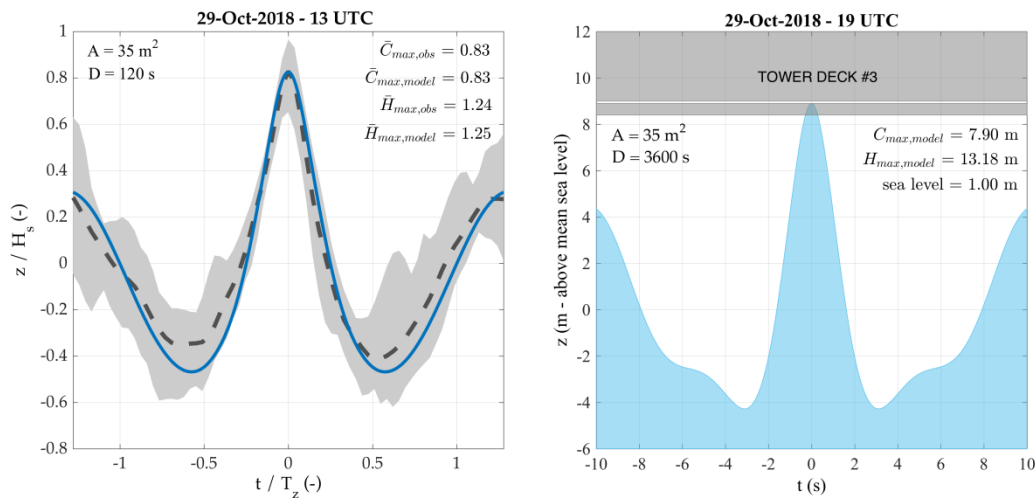 29-Oct-2018 - 13 UTC
A = 35 m²
D = 120 s
C̄max,obs = 0.83
C̄max,model = 0.83
H̄max,obs = 1.24
H̄max,model = 1.25
1
0.8
0.6
0.4
0.2
0
-0.2
-0.4
-0.6
-0.8
z / Hs (-)
-1
-0.5
0
0.5
1
t / Tz (-)
29-Oct-2018 - 19 UTC
TOWER DECK #3
A = 35 m²
D = 3600 s
Cmax,model = 7.90 m
Hmax,model = 13.18 m
sea level = 1.00 m
12
10
8
6
4
2
0
-2
-4
-6
z (m - above mean sea level)
-10
-8
-6
-4
-2
0
2
4
6
8
10
t (s)